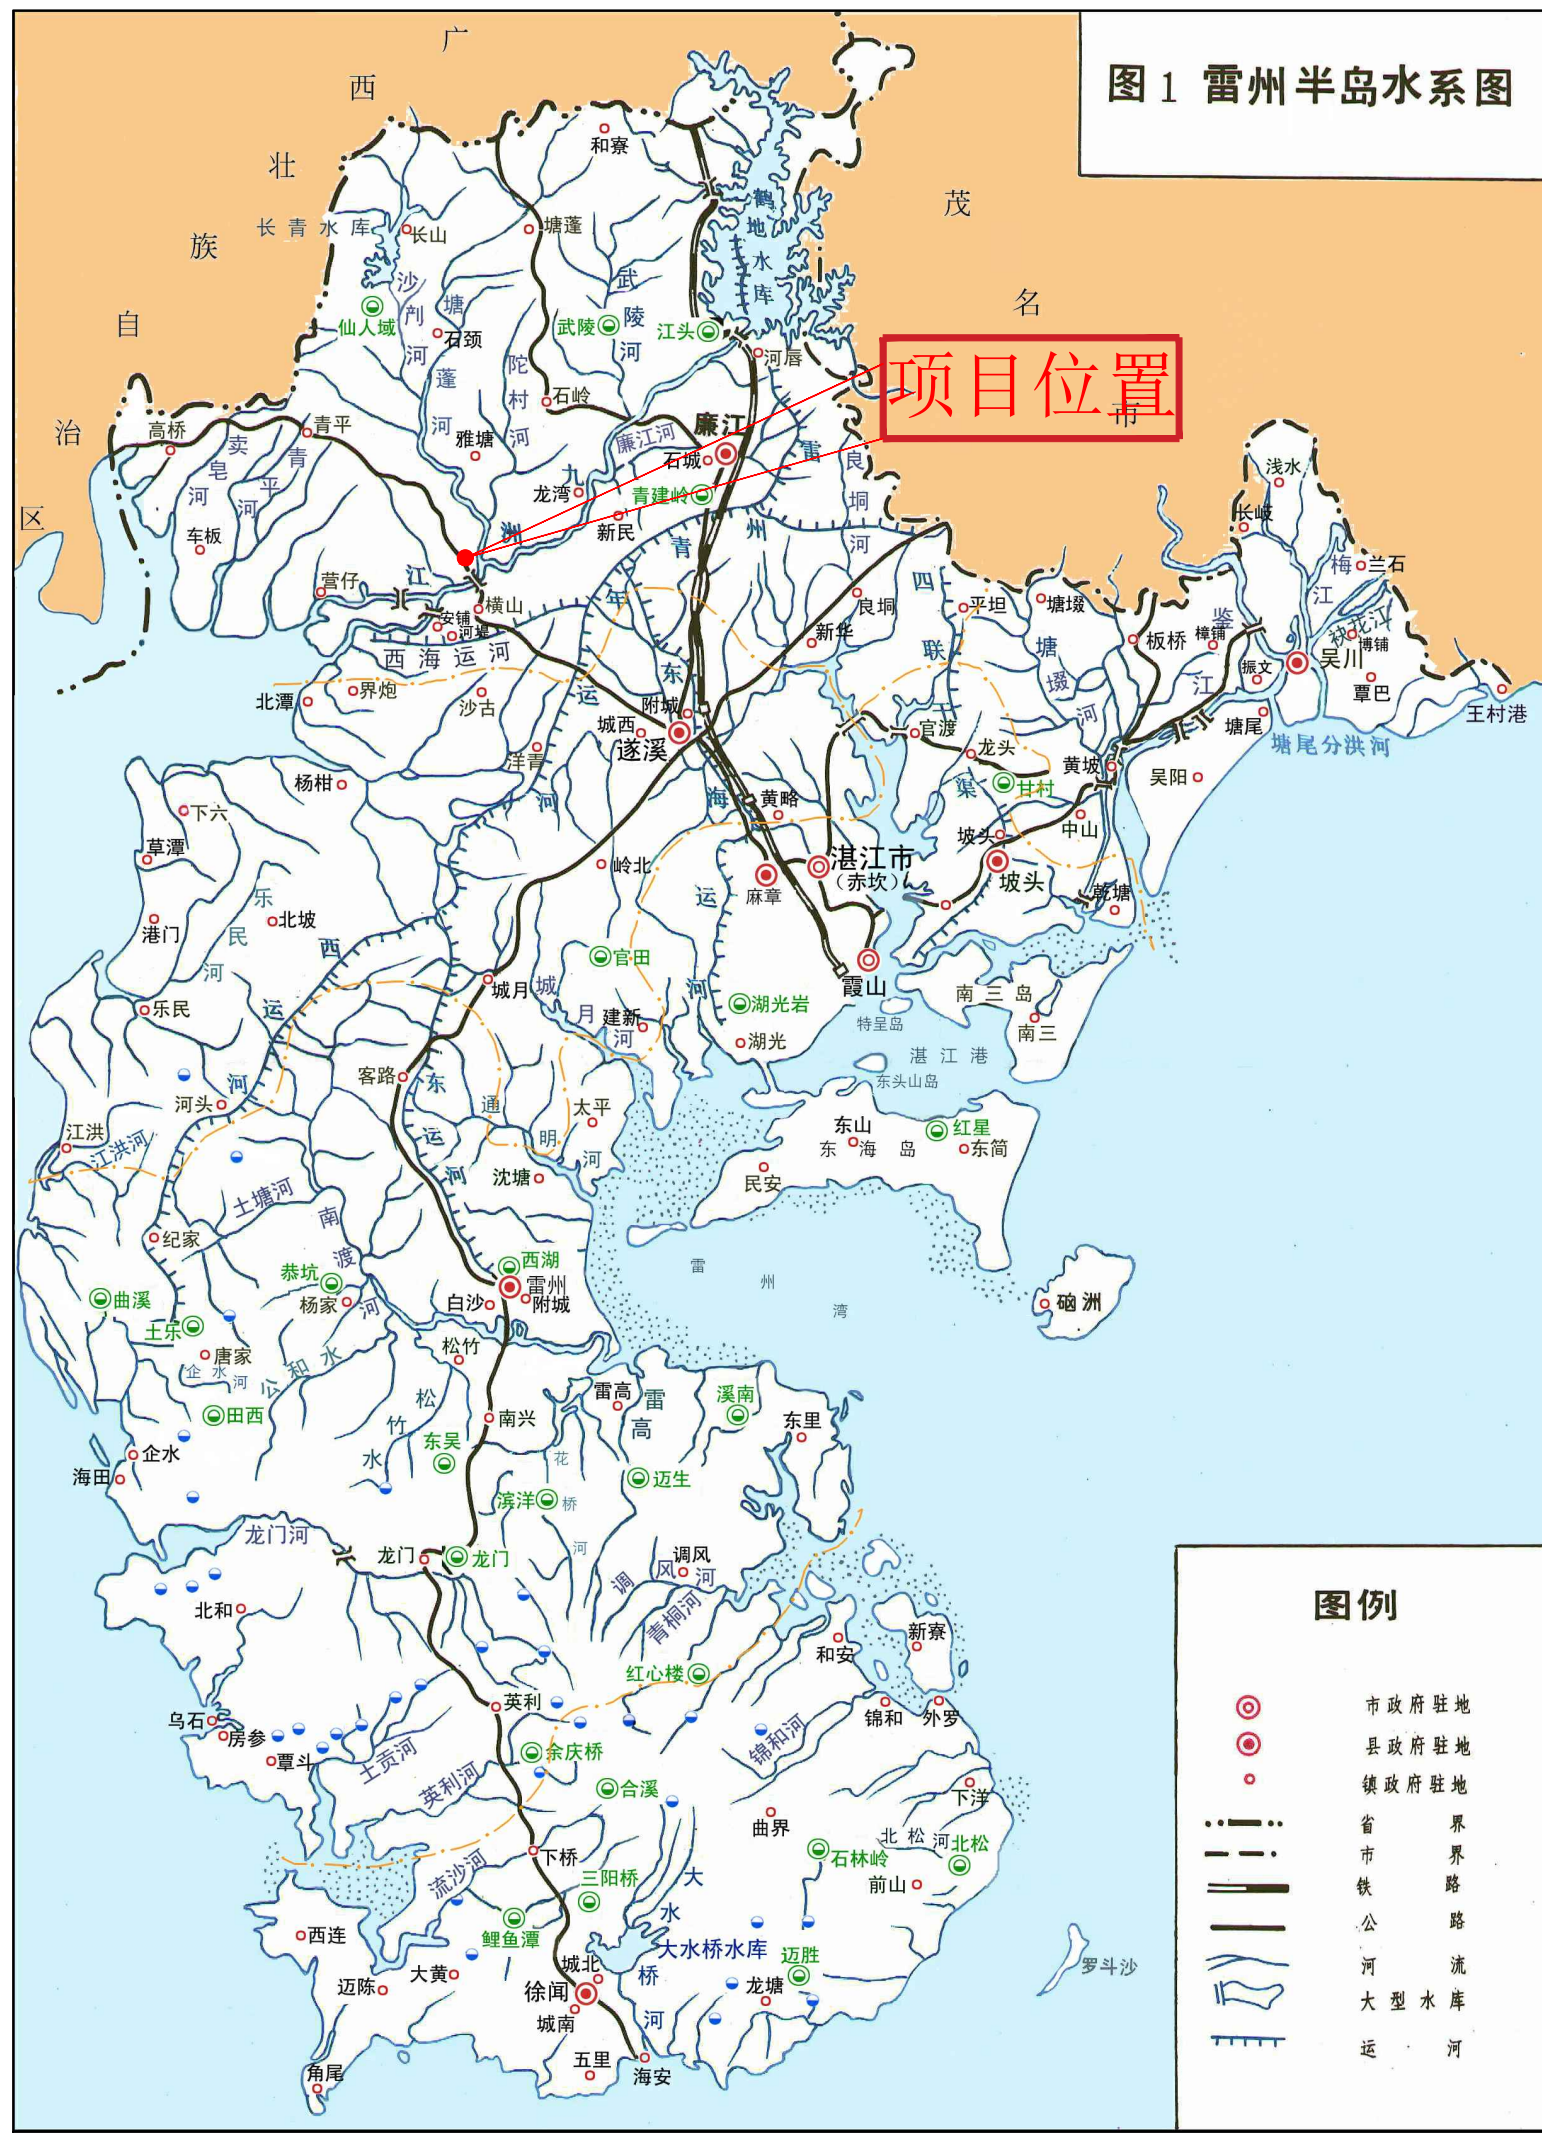 图1 雷州半岛水系图
广
西
壮
族
自
治
区
茂
名
市
项目位置
和寮
鹤
地
水
库
长青水库
长山
塘蓬
沙
刋
河
塘
蓬
河
武
陵
河
仙人域
石颈
武陵
江头
河唇
陀
村
河
石岭
高桥
青平
卖
皂
河
青
平
河
雅塘
廉江河
廉江
石城
雷
州
青
年
运
河
良
垌
河
九
洲
江
龙湾
青建岭
新民
车板
营仔
安铺
横山
河堤
西海运河
良垌
新华
四
联
干
渠
平坦
塘㙍
塘
㙍
河
浅水
长岐
梅
江
兰石
鉴
江
袂花江
板桥
樟铺
博铺
振文
吴川
覃巴
王村港
塘尾
塘尾分洪河
北潭
界炮
沙古
城西
附城
遂溪
东
海
运
河
官渡
龙头
黄坡
吴阳
洋青
杨柑
下六
黄略
甘村
坡头
中山
草潭
岭北
湛江市
(赤坎)
麻章
坡头
乾塘
港门
乐
民
河
北坡
西
运
河
官田
霞山
城月
城
月
河
建新
湖光岩
湖光
南三岛
南三
特呈岛
湛江港
东头山岛
乐民
客路
东
运
河
河头
通
明
河
太平
江洪
江洪河
东山
东海岛
红星
东简
民安
沈塘
土塘河
南
渡
河
纪家
恭坑
杨家
西湖
雷州
附城
白沙
雷
州
湾
硇洲
曲溪
土乐
唐家
企水河
公和水
松竹
松
竹
水
田西
雷高
雷
高
溪南
东里
南兴
东吴
企水
海田
花
桥
河
迈生
滨洋
龙门河
龙门
龙门
调风
调风河
青桐河
北和
和安
新寮
红心楼
英利
锦和
外罗
锦和河
乌石
房参
覃斗
土贡河
英利河
余庆桥
合溪
下洋
曲界
北松河
北松
石林岭
前山
下桥
流沙河
三阳桥
大
水
桥
河
大水桥水库
鲤鱼潭
西连
城北
迈胜
罗斗沙
大黄
迈陈
徐闻
龙塘
城南
五里
海安
角尾
图例
市政府驻地
县政府驻地
镇政府驻地
省界
市界
铁路
公路
河流
大型水库
运河